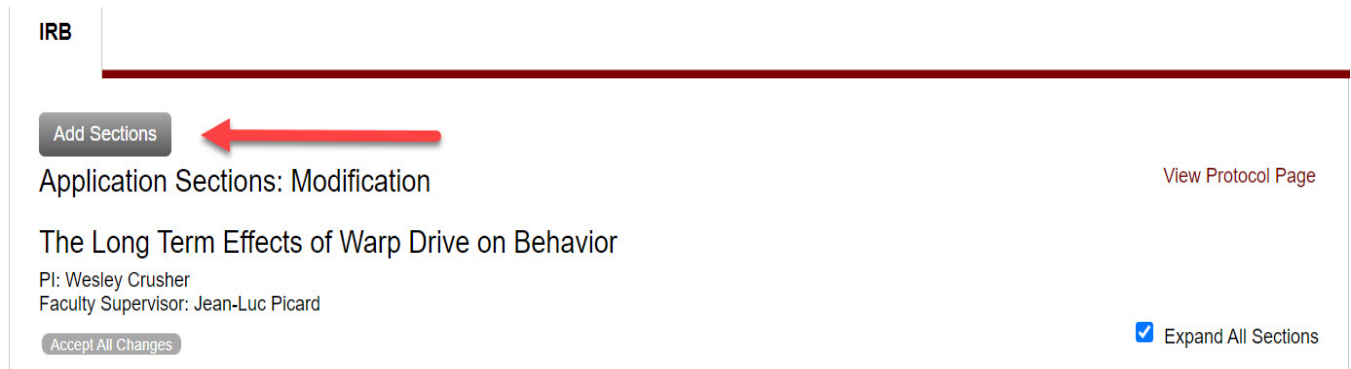 IRB
Add Sections
Application Sections: Modification
View Protocol Page
The Long Term Effects of Warp Drive on Behavior
PI: Wesley Crusher
Faculty Supervisor: Jean-Luc Picard
Accept All Changes
Expand All Sections